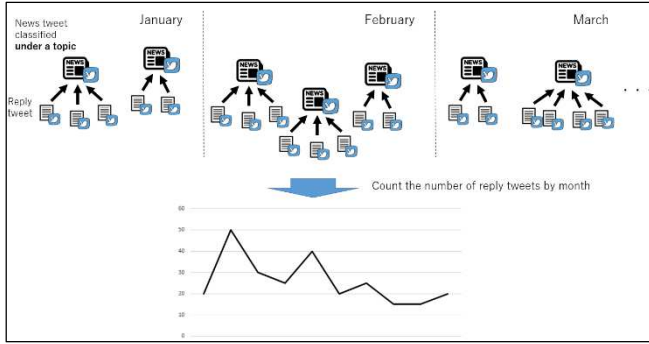 News tweet
classified
under a topic
January
February
March
NEWS
NEWS
NEWS
NEWS
NEWS
NEWS
NEWS
Reply
tweet
. . .
Count the number of reply tweets by month
60
50
40
30
20
10
0